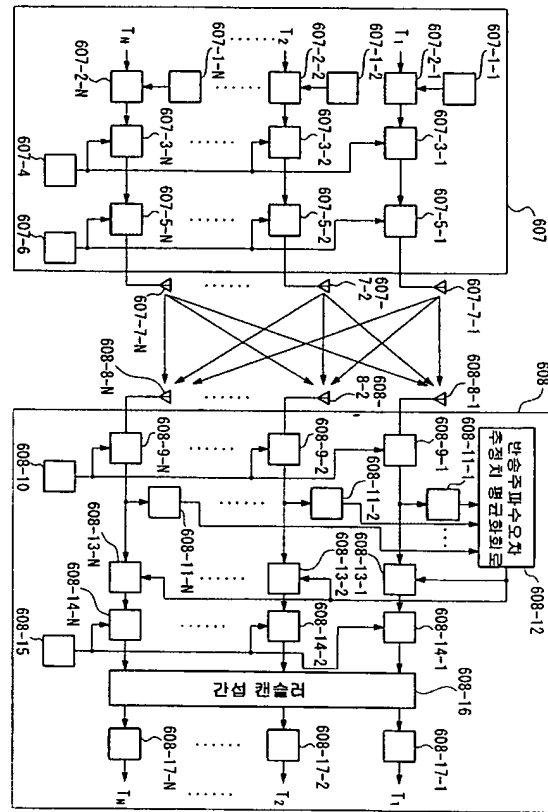 T_N
607-2-N
607-1-N
......
T_2
607-2-2
607-1-2
T_1
607-2-1
607-1-1
607-3-N
607-4
......
607-3-2
607-3-1
607-5-N
607-6
......
607-5-2
607-5-1
607
607-7-N
......
607-7-2
607-7-1
608-8-N
......
608-8-2
608-8-1
608
608-9-N
608-10
......
608-9-2
608-9-1
608-11-N
608-11-2
608-11-1
...
반송주파수오차
추정치 평균화회로
608-12
608-13-N
......
608-13-2
608-13-1
608-14-N
608-15
......
608-14-2
608-14-1
간섭 캔슬러
608-16
608-17-N
......
608-17-2
608-17-1
T_N
......
T_2
T_1